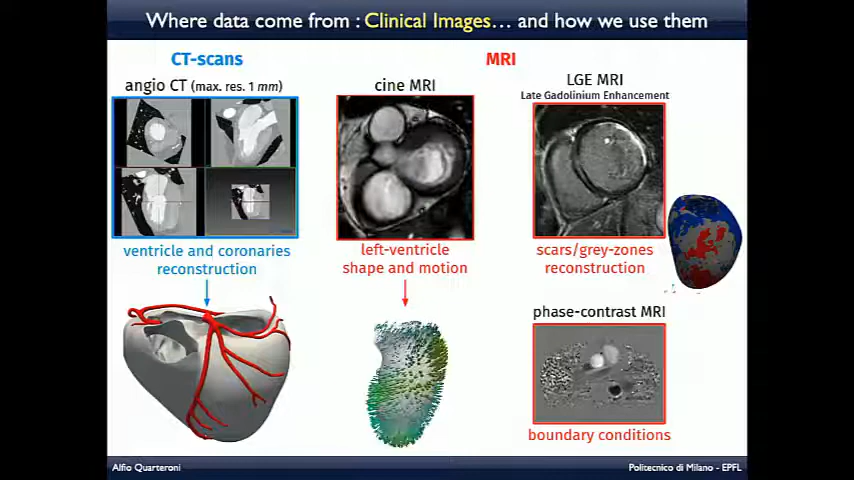 Where data come from : Clinical Images... and how we use them
CT-scans
angio CT (max. res. 1 mm)
ventricle and coronaries
reconstruction
MRI
cine MRI
left-ventricle
shape and motion
LGE MRI
Late Gadolinium Enhancement
scars/grey-zones
reconstruction
phase-contrast MRI
boundary conditions
Alfio Quarteroni
Politecnico di Milano - EPFL